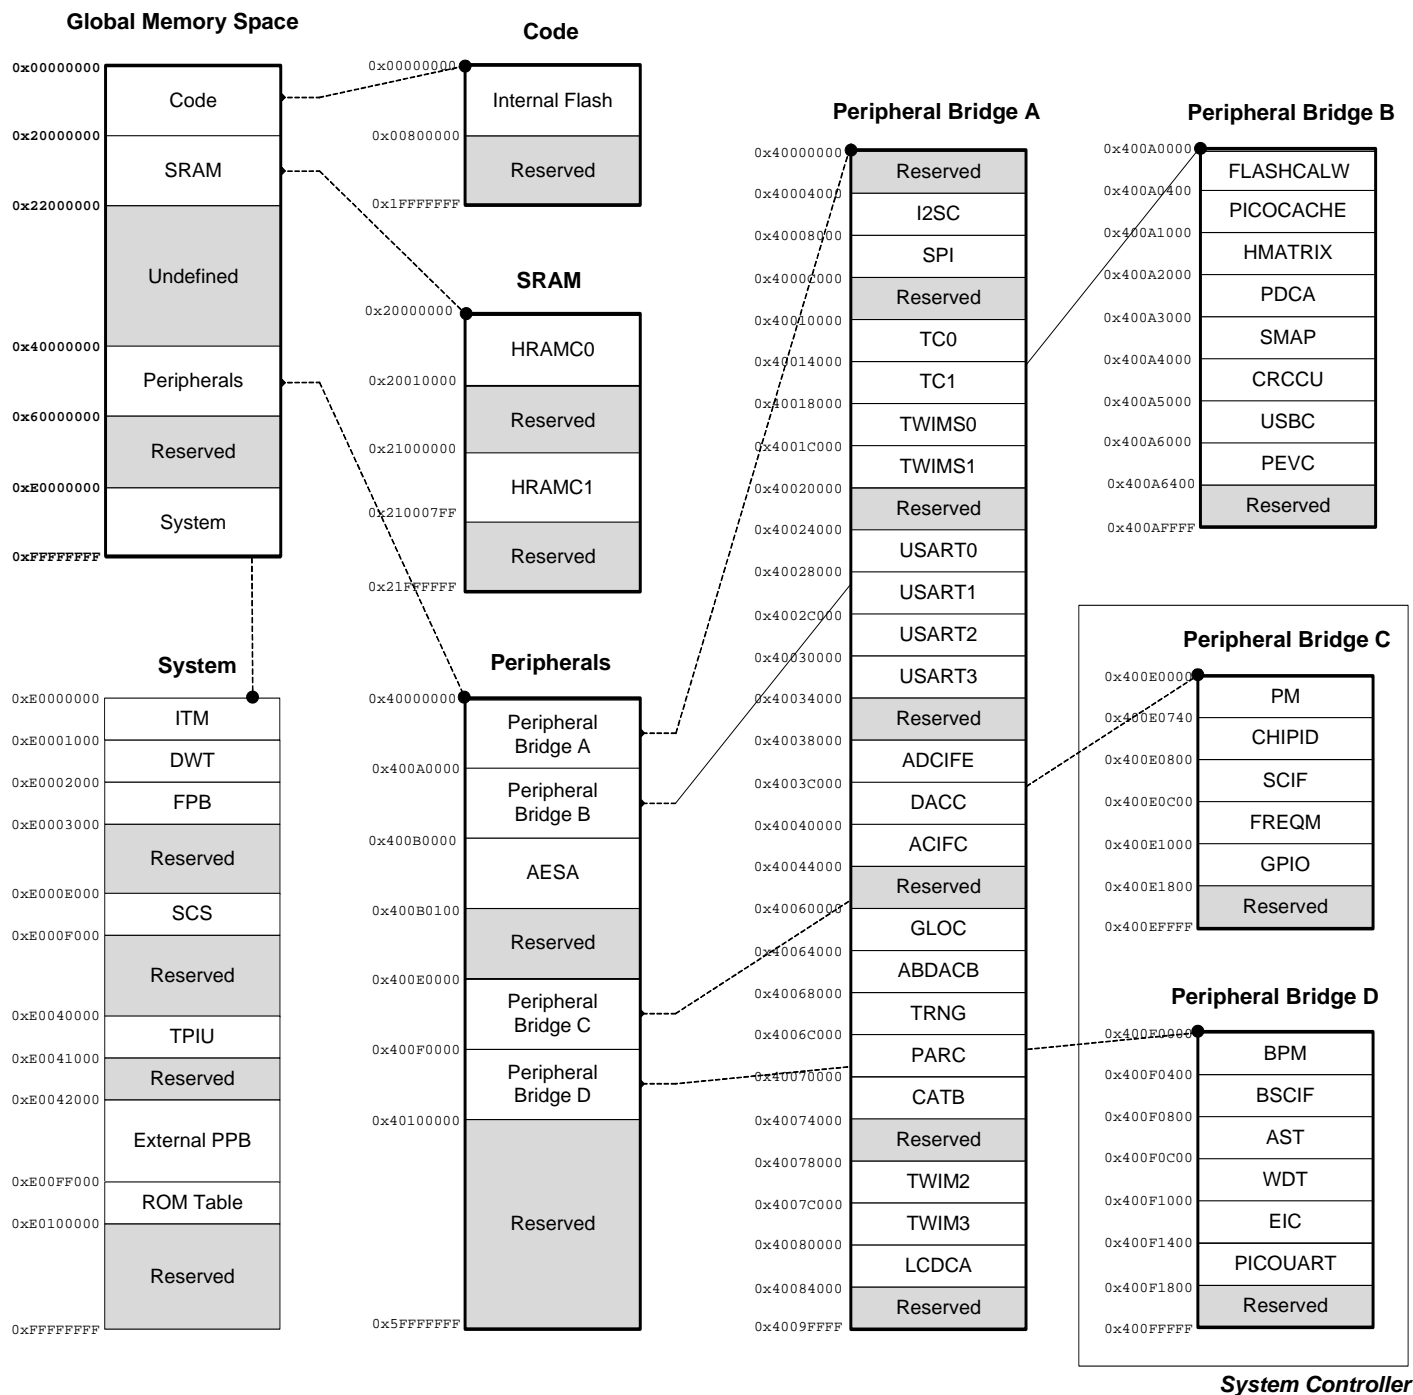 Global Memory Space
0x00000000
Code
0x20000000
SRAM
0x22000000
Undefined
0x40000000
Peripherals
0x60000000
Reserved
0xE0000000
System
0xFFFFFFFF
Code
0x00000000
Internal Flash
0x00800000
Reserved
0x1FFFFFFF
SRAM
0x20000000
HRAMC0
0x20010000
Reserved
0x21000000
HRAMC1
0x210007FF
Reserved
0x21FFFFFF
System
0xE0000000
ITM
0xE0001000
DWT
0xE0002000
FPB
0xE0003000
Reserved
0xE000E000
SCS
0xE000F000
Reserved
0xE0040000
TPIU
0xE0041000
Reserved
0xE0042000
External PPB
0xE00FF000
ROM Table
0xE0100000
Reserved
0xFFFFFFFF
Peripherals
0x40000000
Peripheral
Bridge A
0x400A0000
Peripheral
Bridge B
0x400B0000
AESA
0x400B0100
Reserved
0x400E0000
Peripheral
Bridge C
0x400F0000
Peripheral
Bridge D
0x40100000
Reserved
0x5FFFFFFF
Peripheral Bridge A
0x40000000
Reserved
0x40004000
I2SC
0x40008000
SPI
0x4000C000
Reserved
0x40010000
TC0
0x40014000
TC1
0x40018000
TWIMS0
0x4001C000
TWIMS1
0x40020000
Reserved
0x40024000
USART0
0x40028000
USART1
0x4002C000
USART2
0x40030000
USART3
0x40034000
Reserved
0x40038000
ADCIFE
0x4003C000
DACC
0x40040000
ACIFC
0x40044000
Reserved
0x40060000
GLOC
0x40064000
ABDACB
0x40068000
TRNG
0x4006C000
PARC
0x40070000
CATB
0x40074000
Reserved
0x40078000
TWIM2
0x4007C000
TWIM3
0x40080000
LCDCA
0x40084000
Reserved
0x4009FFFF
Peripheral Bridge B
0x400A0000
FLASHCALW
0x400A0400
PICOCACHE
0x400A1000
HMATRIX
0x400A2000
PDCA
0x400A3000
SMAP
0x400A4000
CRCCU
0x400A5000
USBC
0x400A6000
PEVC
0x400A6400
Reserved
0x400AFFFF
Peripheral Bridge C
0x400E0000
PM
0x400E0740
CHIPID
0x400E0800
SCIF
0x400E0C00
FREQM
0x400E1000
GPIO
0x400E1800
Reserved
0x400EFFFF
Peripheral Bridge D
0x400F0000
BPM
0x400F0400
BSCIF
0x400F0800
AST
0x400F0C00
WDT
0x400F1000
EIC
0x400F1400
PICOUART
0x400F1800
Reserved
0x400FFFFF
System Controller